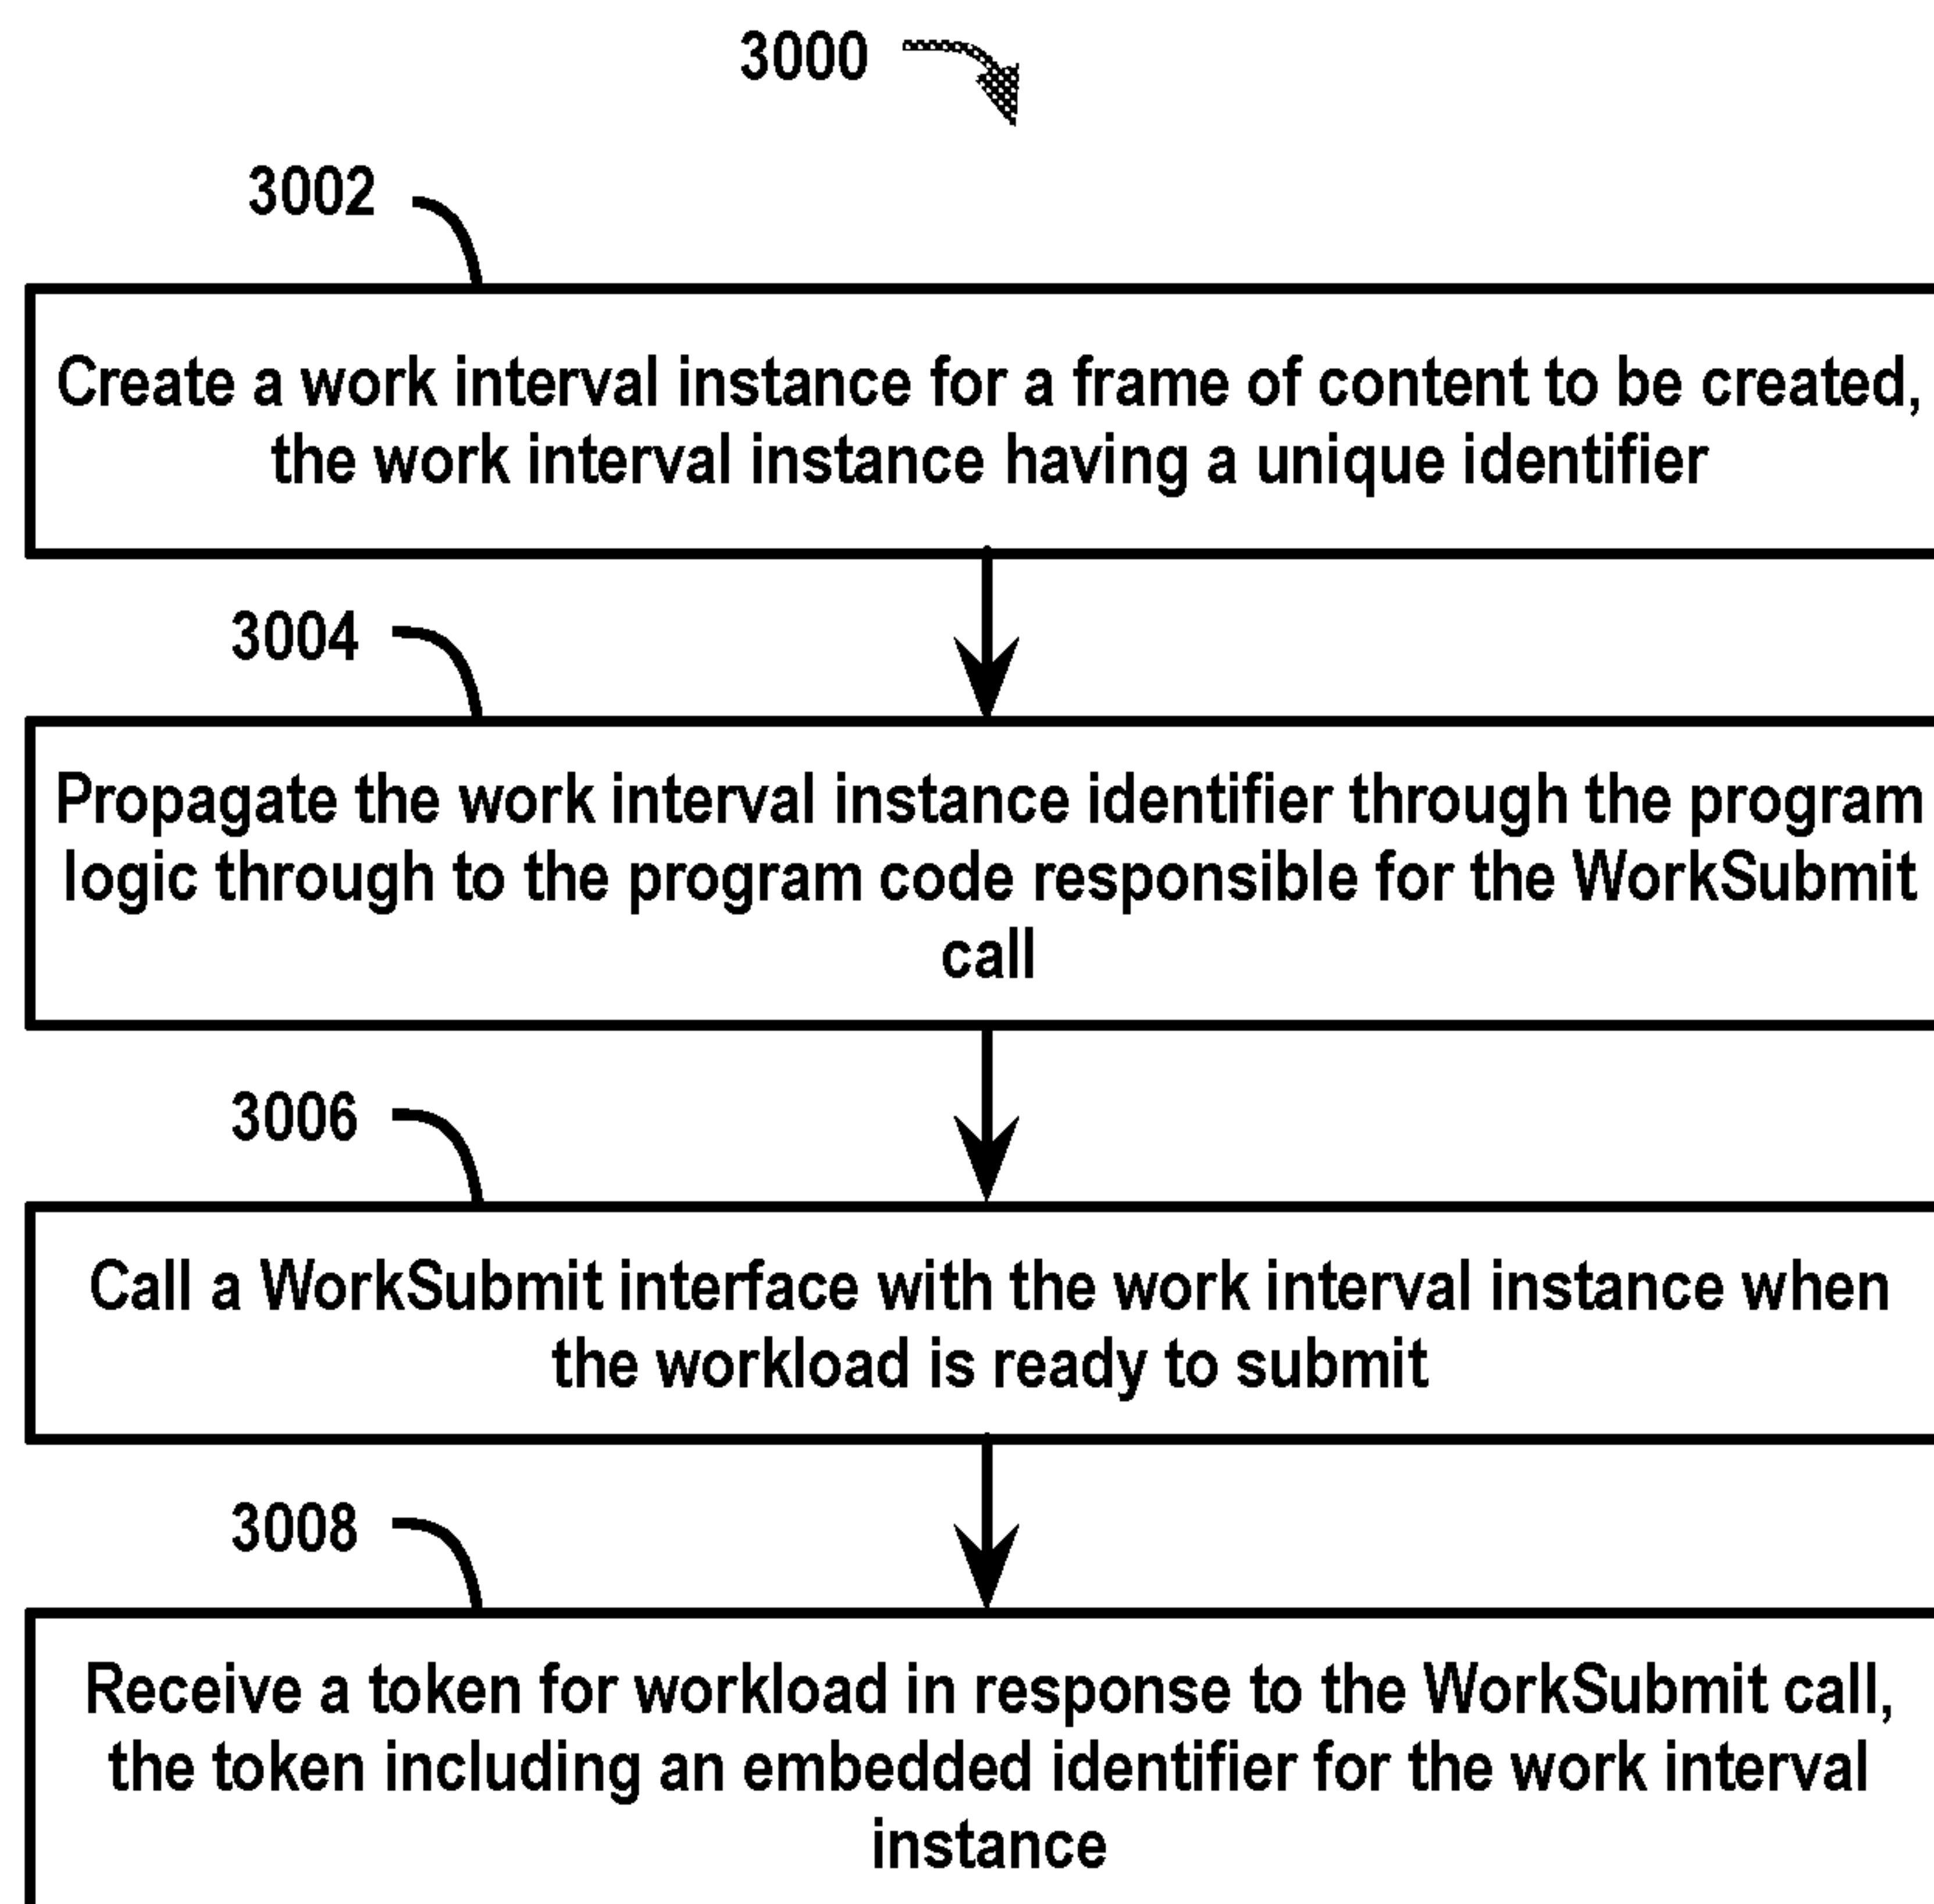 3000
3002
Create a work interval instance for a frame of content to be created,
the work interval instance having a unique identifier
3004
Propagate the work interval instance identifier through the program
logic through to the program code responsible for the WorkSubmit
call
3006
Call a WorkSubmit interface with the work interval instance when
the workload is ready to submit
3008
Receive a token for workload in response to the WorkSubmit call,
the token including an embedded identifier for the work interval
instance